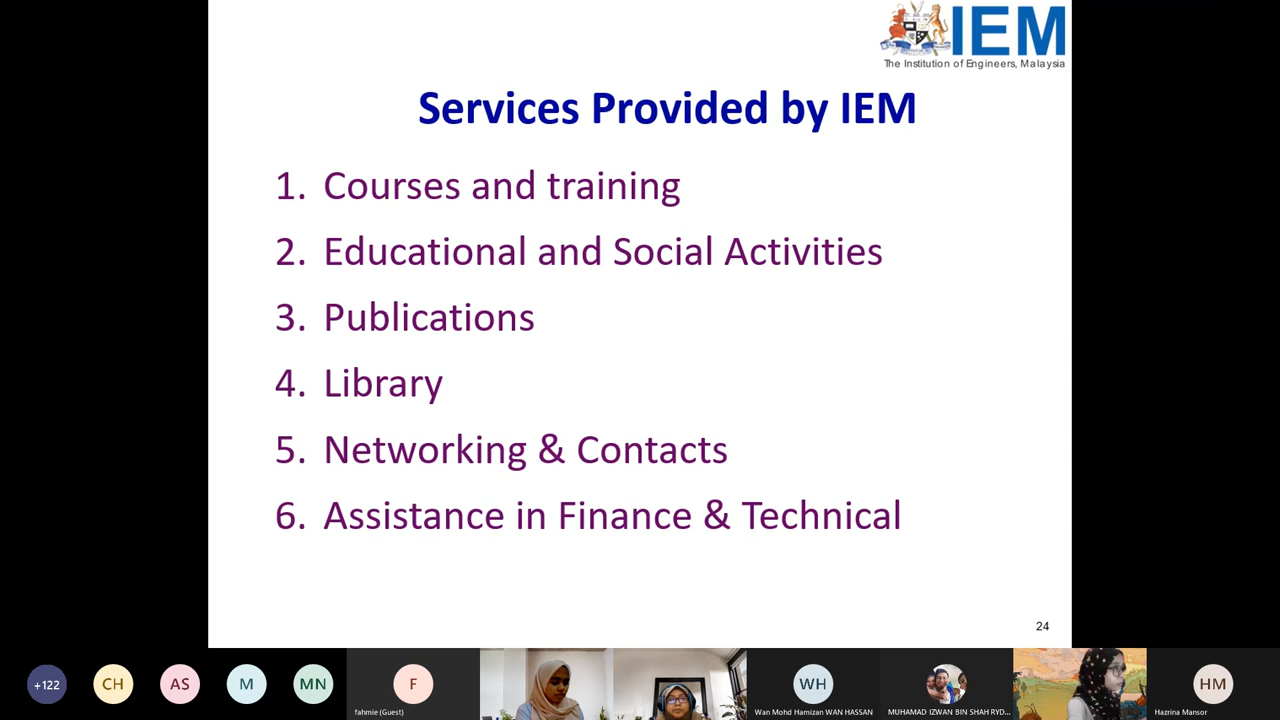 IEM
The Institution of Engineers, Malaysia
Services Provided by IEM
1. Courses and training
2. Educational and Social Activities
3. Publications
4. Library
5. Networking & Contacts
6. Assistance in Finance & Technical
24
+122
CH
AS
M
MN
F
WH
HM
fahmie (Guest)
Wan Mohd Hamizan WAN HASSAN
MUHAMAD IZWAN BIN SHAH RYD...
Hazrina Mansor